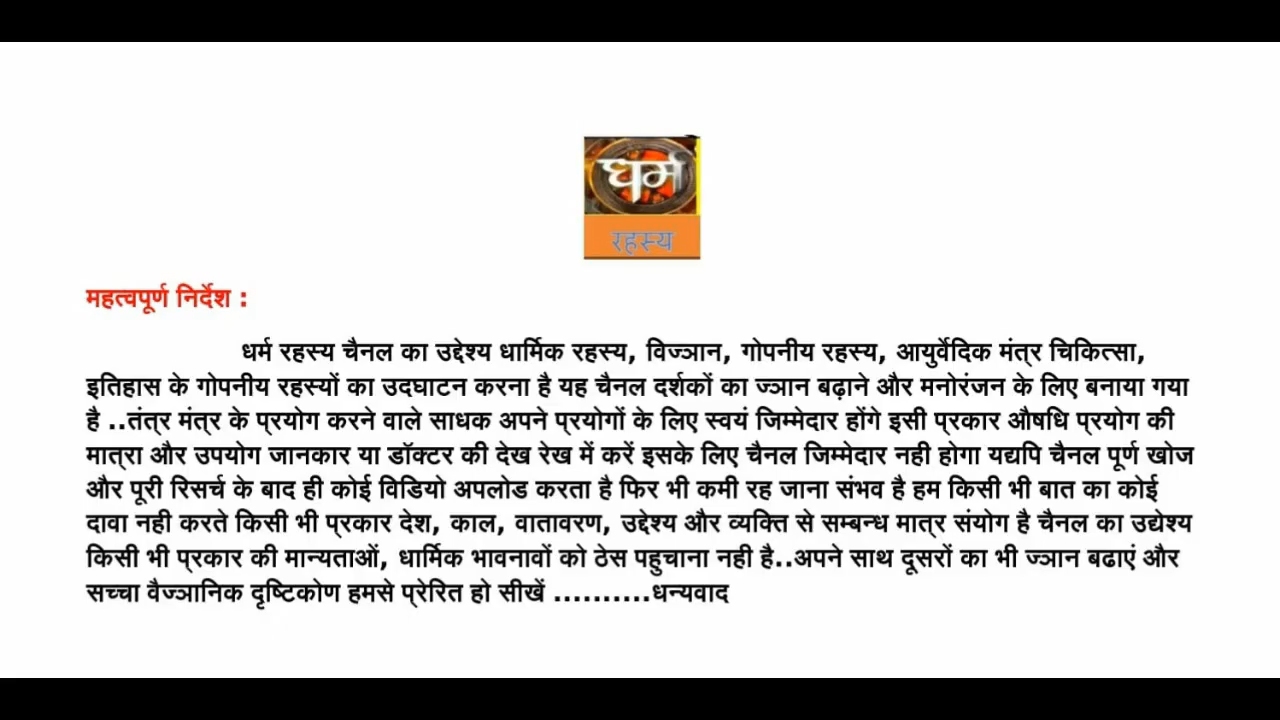 धर्म
रहस्य
महत्वपूर्ण निर्देश :
धर्म रहस्य चैनल का उद्देश्य धार्मिक रहस्य, विज्ञान, गोपनीय रहस्य, आयुर्वेदिक मंत्र चिकित्सा,
इतिहास के गोपनीय रहस्यों का उदघाटन करना है यह चैनल दर्शकों का ज्ञान बढ़ाने और मनोरंजन के लिए बनाया गया
है ..तंत्र मंत्र के प्रयोग करने वाले साधक अपने प्रयोगों के लिए स्वयं जिम्मेदार होंगे इसी प्रकार औषधि प्रयोग की
मात्रा और उपयोग जानकार या डॉक्टर की देख रेख में करें इसके लिए चैनल जिम्मेदार नही होगा यद्यपि चैनल पूर्ण खोज
और पूरी रिसर्च के बाद ही कोई विडियो अपलोड करता है फिर भी कमी रह जाना संभव है हम किसी भी बात का कोई
दावा नही करते किसी भी प्रकार देश, काल, वातावरण, उद्देश्य और व्यक्ति से सम्बन्ध मात्र संयोग है चैनल का उद्येश्य
किसी भी प्रकार की मान्यताओं, धार्मिक भावनावों को ठेस पहुचाना नही है..अपने साथ दूसरों का भी ज्ञान बढाएं और
सच्चा वैज्ञानिक दृष्टिकोण हमसे प्रेरित हो सीखें ..........धन्यवाद